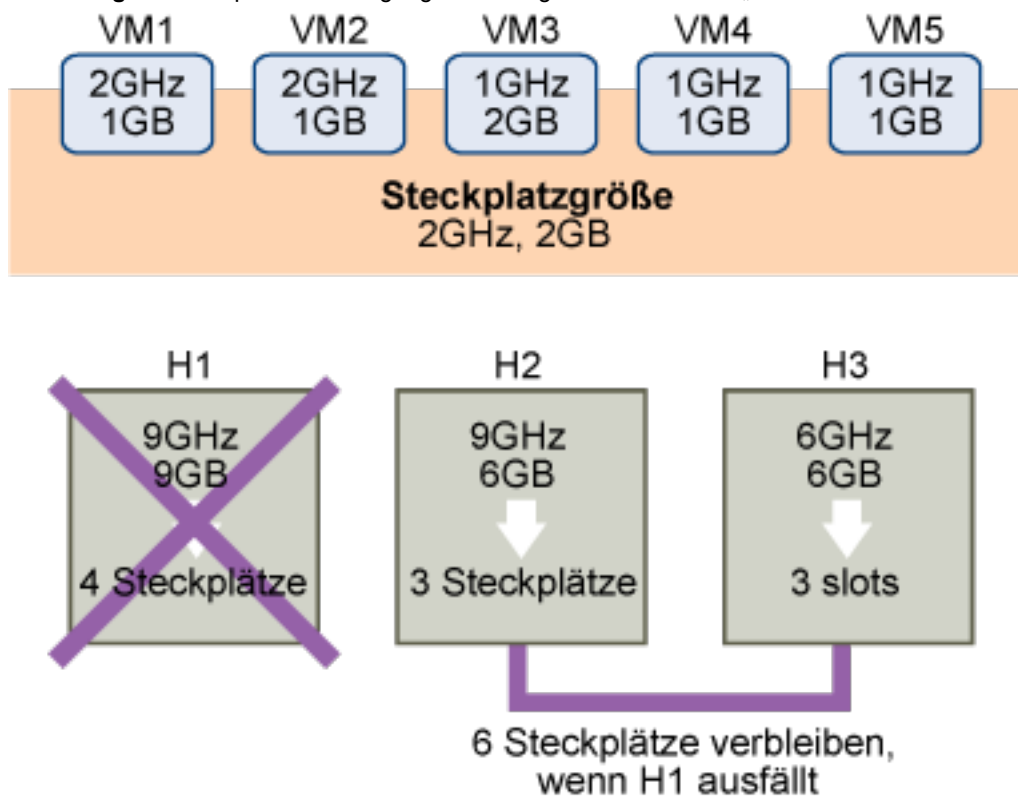 VM1 VM2 VM3 VM4 VM5
2GHz 2GHz 1GHz 1GHz 1GHz
1GB 1GB 2GB 1GB 1GB
Steckplatzgröße
2GHz, 2GB
H1 H2 H3
9GHz 9GHz 6GHz
9GB 6GB 6GB
4 Steckplätze 3 Steckplätze 3 slots
6 Steckplätze verbleiben,
wenn H1 ausfällt